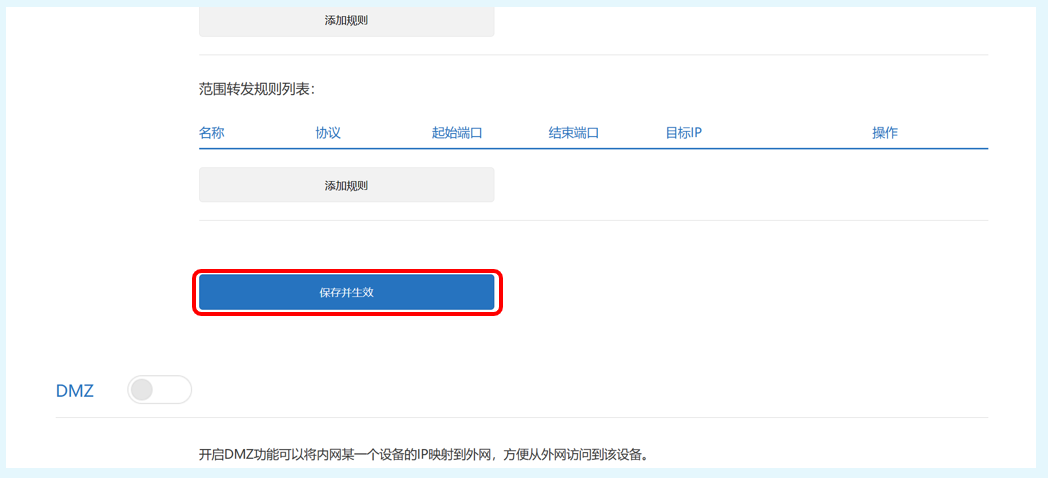 添加规则
范围转发规则列表：
名称 协议 起始端口 结束端口 目标IP 操作
添加规则
保存并生效
DMZ
开启DMZ功能可以将内网某一个设备的IP映射到外网，方便从外网访问到该设备。